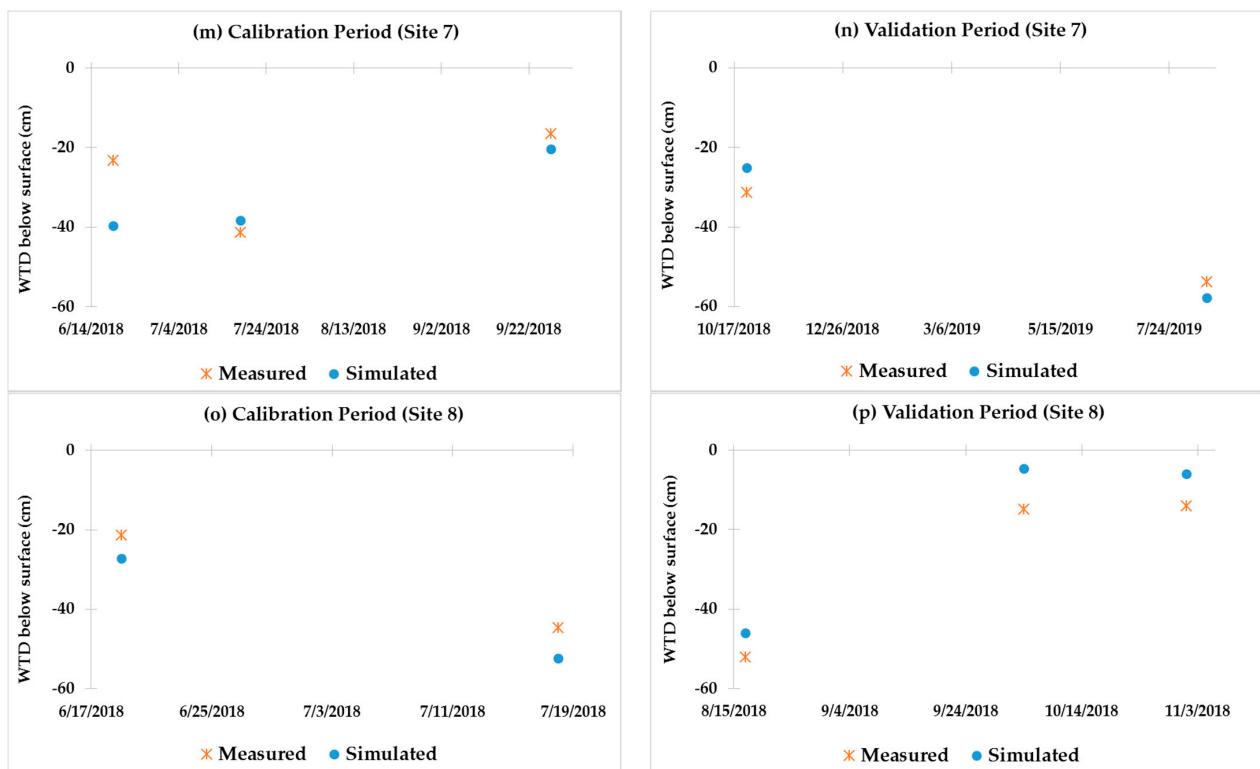 (m) Calibration Period (Site 7)
0
-20
-40
-60
WTD below surface (cm)
6/14/2018 7/4/2018 7/24/2018 8/13/2018 9/2/2018 9/22/2018
Measured Simulated
(n) Validation Period (Site 7)
0
-20
-40
-60
WTD below surface (cm)
10/17/2018 12/26/2018 3/6/2019 5/15/2019 7/24/2019
Measured Simulated
(o) Calibration Period (Site 8)
0
-20
-40
-60
WTD below surface (cm)
6/17/2018 6/25/2018 7/3/2018 7/11/2018 7/19/2018
Measured Simulated
(p) Validation Period (Site 8)
0
-20
-40
-60
WTD below surface (cm)
8/15/2018 9/4/2018 9/24/2018 10/14/2018 11/3/2018
Measured Simulated